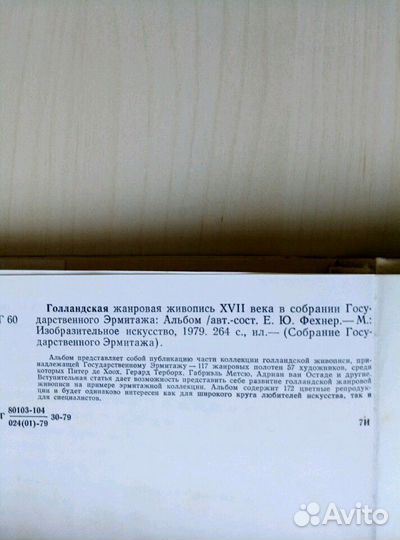 Голландская жанровая живопись XVII века в собрании Госу-
Г 60 дарственного Эрмитажа: Альбом /авт.-сост. Е. Ю. Фехнер.— М.:
Изобразительное искусство, 1979. 264 с., ил.— (Собрание Госу-
дарственного Эрмитажа).
Альбом представляет собой публикацию части коллекции голландской живописи, при-
надлежащей Государственному Эрмитажу — 117 жанровых полотен 57 художников, среди
которых Питер де Хоох, Герард Терборх, Габриэль Метсю, Адриан ван Остаде и другие.
Вступительная статья дает возможность представить себе развитие голландской жанровой
живописи на примере эрмитажной коллекции. Альбом содержит 172 цветные репродук-
ции и будет одинаково интересен как для широкого круга любителей искусства, так и
для специалистов.
Г 80103-104
024(01)-79 30-79 7И
Avito